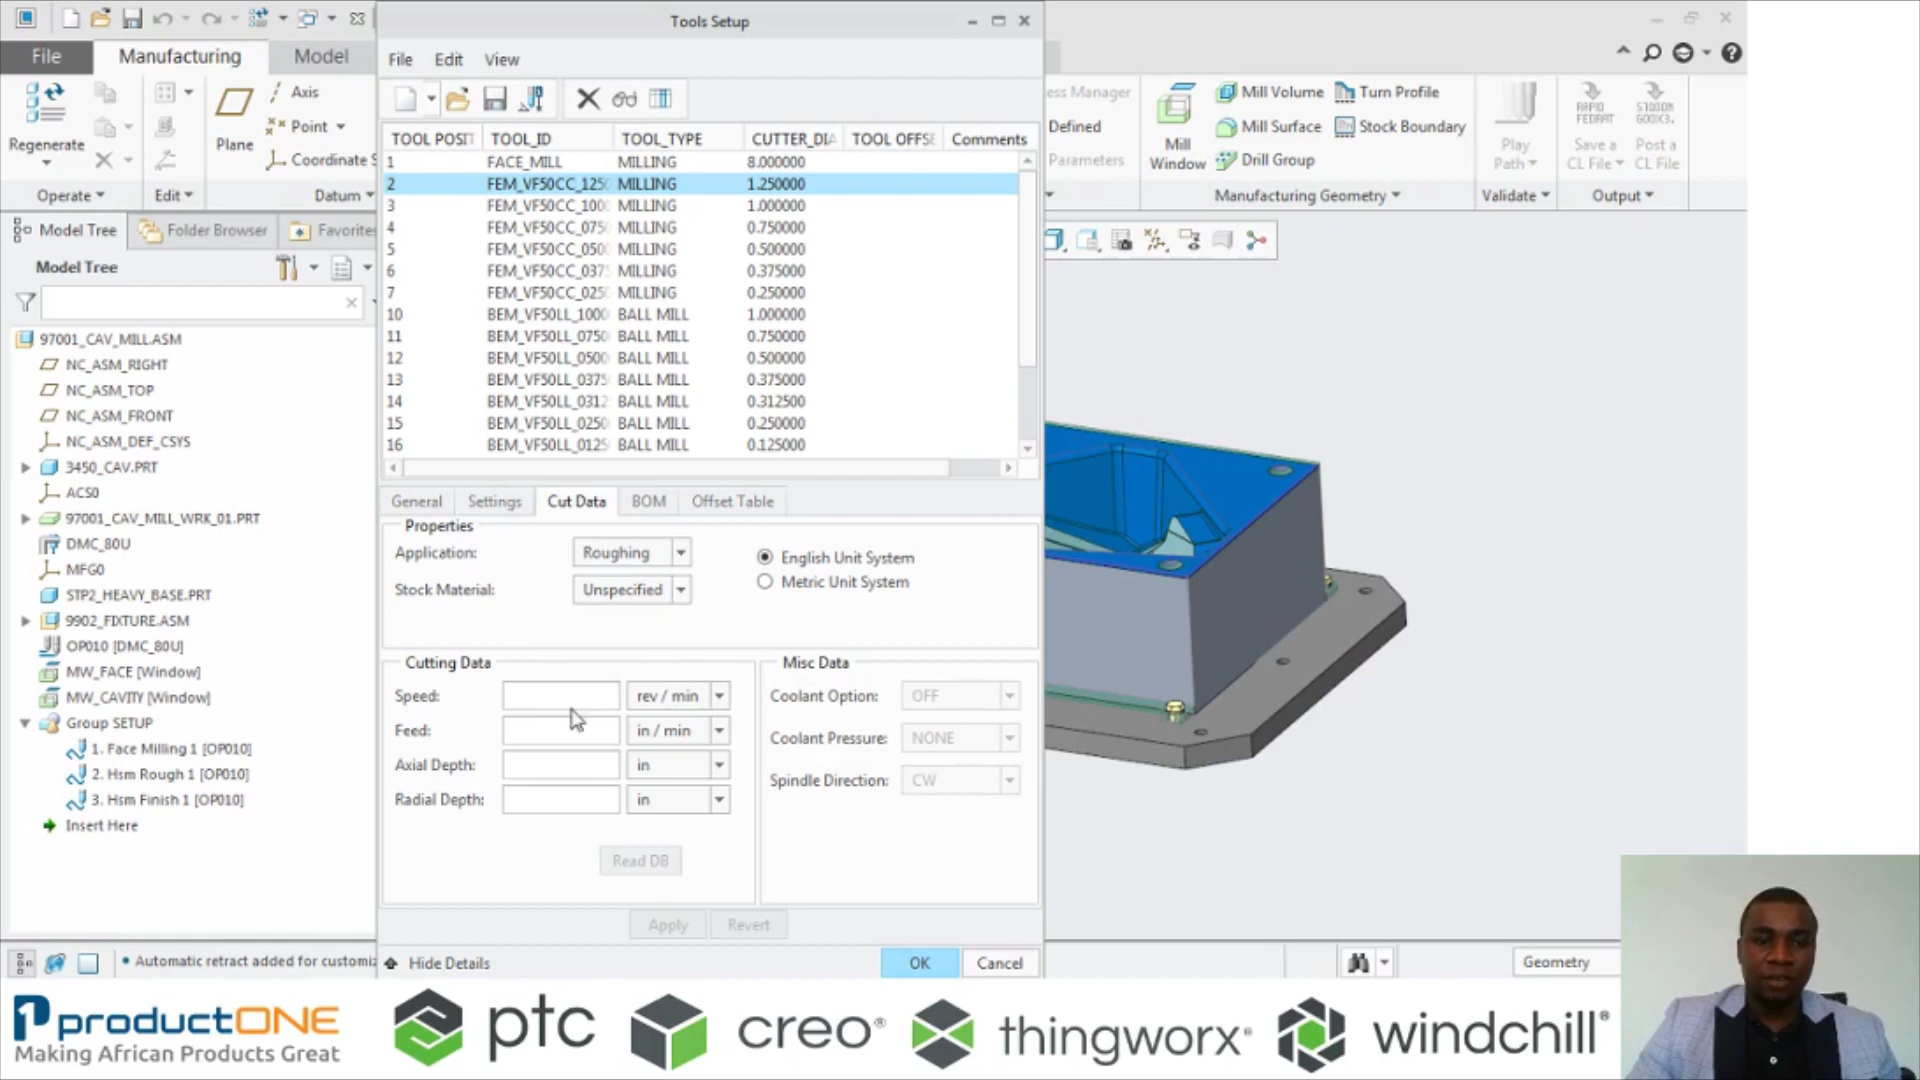 Tools Setup
File
Manufacturing
Model
File
Edit
View
Regenerate
Plane
Axis
Point
Coordinate S
Operate
Edit
Datum
ess Manager
Defined
Parameters
Mill
Window
Mill Volume
Turn Profile
Mill Surface
Stock Boundary
Drill Group
Play
Path
Save a
CL File
Post a
CL File
Manufacturing Geometry
Validate
Output
TOOL POSIT
TOOL_ID
TOOL_TYPE
CUTTER_DIA
TOOL OFFSE
Comments
1 FACE_MILL MILLING 8.000000
2 FEM_VF50CC_1250 MILLING 1.250000
3 FEM_VF50CC_1000 MILLING 1.000000
4 FEM_VF50CC_0750 MILLING 0.750000
5 FEM_VF50CC_0500 MILLING 0.500000
6 FEM_VF50CC_0375 MILLING 0.375000
7 FEM_VF50CC_0250 MILLING 0.250000
10 BEM_VF50LL_1000 BALL MILL 1.000000
11 BEM_VF50LL_0750 BALL MILL 0.750000
12 BEM_VF50LL_0500 BALL MILL 0.500000
13 BEM_VF50LL_0375 BALL MILL 0.375000
14 BEM_VF50LL_0312 BALL MILL 0.312500
15 BEM_VF50LL_0250 BALL MILL 0.250000
16 BEM_VF50LL_0125 BALL MILL 0.125000
Model Tree
Folder Browser
Favorites
Model Tree
97001_CAV_MILL.ASM
NC_ASM_RIGHT
NC_ASM_TOP
NC_ASM_FRONT
NC_ASM_DEF_CSYS
3450_CAV.PRT
ACS0
97001_CAV_MILL_WRK_01.PRT
DMC_80U
MFG0
STP2_HEAVY_BASE.PRT
9902_FIXTURE.ASM
OP010 [DMC_80U]
MW_FACE [Window]
MW_CAVITY [Window]
Group SETUP
1. Face Milling 1 [OP010]
2. Hsm Rough 1 [OP010]
3. Hsm Finish 1 [OP010]
Insert Here
General
Settings
Cut Data
BOM
Offset Table
Properties
Application:
Roughing
English Unit System
Stock Material:
Unspecified
Metric Unit System
Cutting Data
Speed:
rev / min
Feed:
in / min
Axial Depth:
in
Radial Depth:
in
Read DB
Misc Data
Coolant Option:
OFF
Coolant Pressure:
NONE
Spindle Direction:
CW
Apply
Revert
Automatic retract added for customiz
Hide Details
OK
Cancel
Geometry
1 productONE
Making African Products Great
ptc
creo®
thingworx®
windchill®